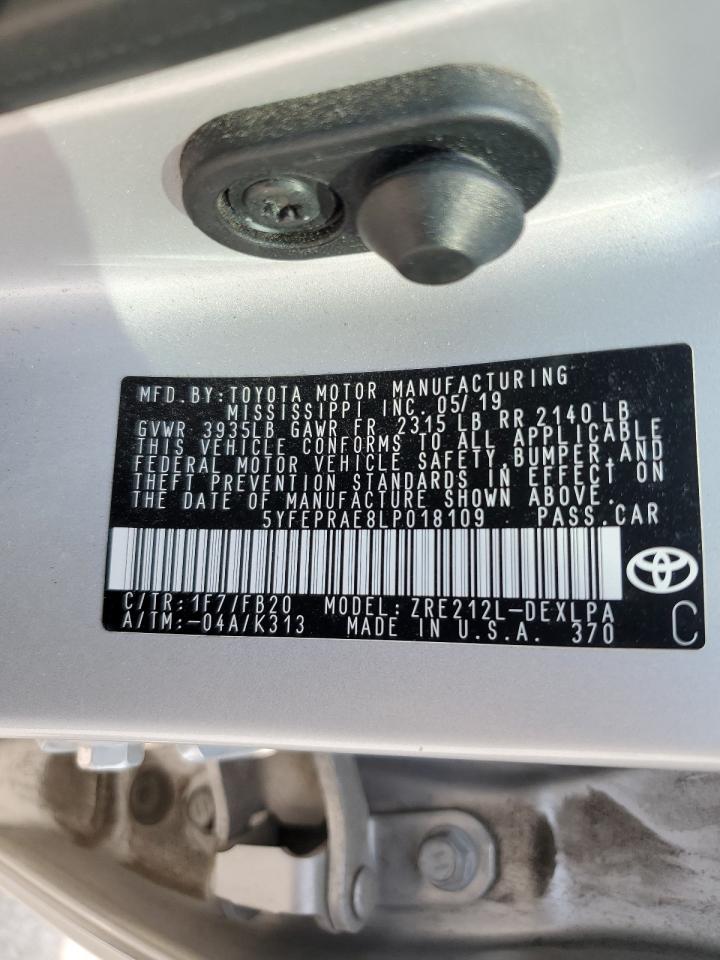 MFD. BY: TOYOTA MOTOR MANUFACTURING
MISSISSIPPI INC. 05/19
GVWR 3935LB GAWR FR 2315 LB RR 2140 LB
THIS VEHICLE CONFORMS TO ALL APPLICABLE
FEDERAL MOTOR VEHICLE SAFETY, BUMPER, AND
THEFT PREVENTION STANDARDS IN EFFECT ON
THE DATE OF MANUFACTURE SHOWN ABOVE.
5YFEPRAE8LP018109 PASS. CAR
C/TR: 1F7/FB20 MODEL: ZRE212L-DEXLPA
A/TM: -04A/K313 MADE IN U.S.A. 370 C